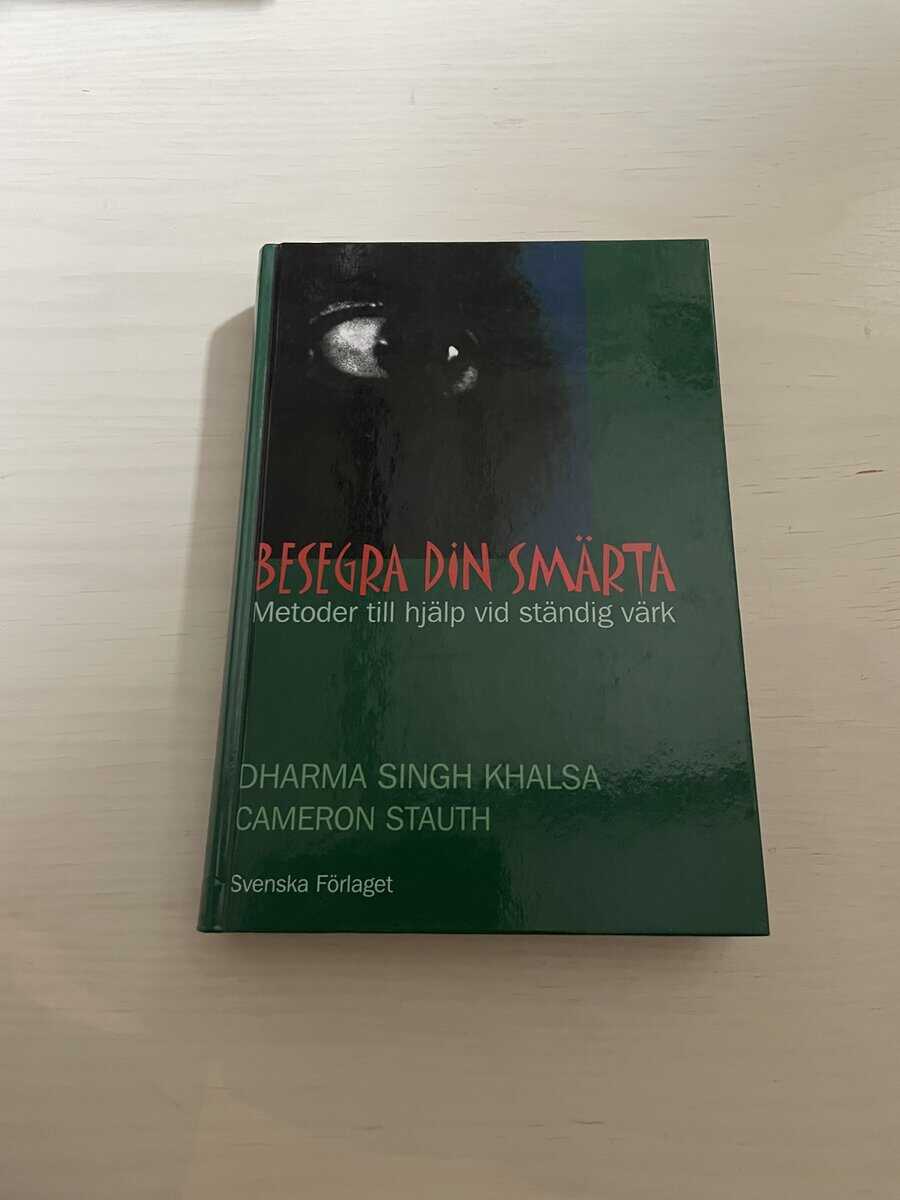 BESEGRA DIN SMÄRTA
Metoder till hjälp vid ständig värk
DHARMA SINGH KHALSA
CAMERON STAUTH
Svenska Förlaget